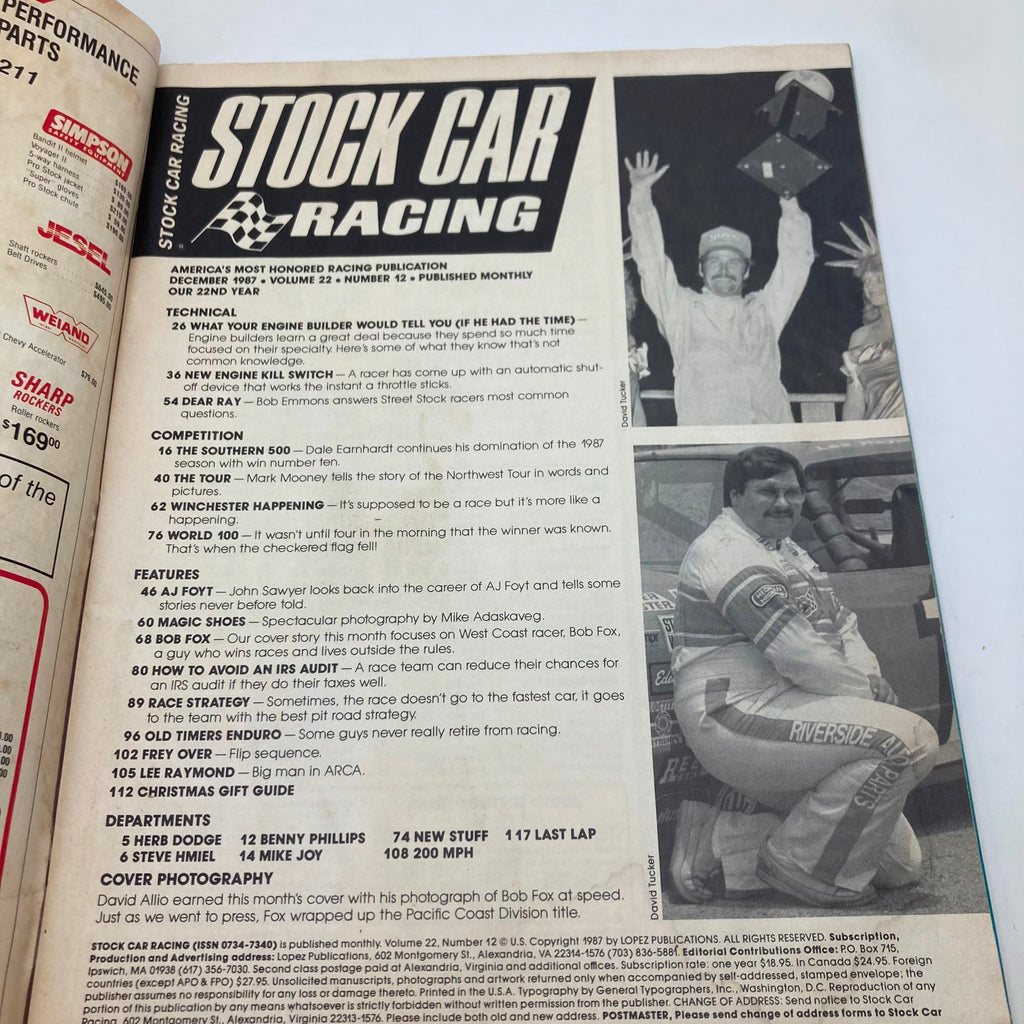 PERFORMANCE
PARTS
211
SIMPSON
SAFETY EQUIPMENT
Bandit II helmet
Voyager II
5-way harness
Pro Stock jacket
"Super" gloves
Pro Stock chute
JESEL
Shaft rockers
Belt Drives
WEIAND
Chevy Accelerator
$79.00
SHARP
ROCKERS
Roller rockers
$169.00
of the
STOCK CAR RACING
STOCK CAR
RACING
AMERICA'S MOST HONORED RACING PUBLICATION
DECEMBER 1987 • VOLUME 22 • NUMBER 12 • PUBLISHED MONTHLY
OUR 22ND YEAR
TECHNICAL
26 WHAT YOUR ENGINE BUILDER WOULD TELL YOU (IF HE HAD THE TIME) —
Engine builders learn a great deal because they spend so much time
focused on their specialty. Here's some of what they know that's not
common knowledge.
36 NEW ENGINE KILL SWITCH — A racer has come up with an automatic shut-
off device that works the instant a throttle sticks.
54 DEAR RAY — Bob Emmons answers Street Stock racers most common
questions.
COMPETITION
16 THE SOUTHERN 500 — Dale Earnhardt continues his domination of the 1987
season with win number ten.
40 THE TOUR — Mark Mooney tells the story of the Northwest Tour in words and
pictures.
62 WINCHESTER HAPPENING — It's supposed to be a race but it's more like a
happening.
76 WORLD 100 — It wasn't until four in the morning that the winner was known.
That's when the checkered flag fell!
FEATURES
46 AJ FOYT — John Sawyer looks back into the career of AJ Foyt and tells some
stories never before told.
60 MAGIC SHOES — Spectacular photography by Mike Adaskaveg.
68 BOB FOX — Our cover story this month focuses on West Coast racer, Bob Fox,
a guy who wins races and lives outside the rules.
80 HOW TO AVOID AN IRS AUDIT — A race team can reduce their chances for
an IRS audit if they do their taxes well.
89 RACE STRATEGY — Sometimes, the race doesn't go to the fastest car, it goes
to the team with the best pit road strategy.
96 OLD TIMERS ENDURO — Some guys never really retire from racing.
102 FREY OVER — Flip sequence.
105 LEE RAYMOND — Big man in ARCA.
112 CHRISTMAS GIFT GUIDE
DEPARTMENTS
5 HERB DODGE 12 BENNY PHILLIPS 74 NEW STUFF 117 LAST LAP
6 STEVE HMIEL 14 MIKE JOY 108 200 MPH
COVER PHOTOGRAPHY
David Allio earned this month's cover with his photograph of Bob Fox at speed.
Just as we went to press, Fox wrapped up the Pacific Coast Division title.
David Tucker
David Tucker
RIVERSIDE AUTO PARTS
STOCK CAR RACING (ISSN 0734-7340) is published monthly. Volume 22, Number 12 © U.S. Copyright 1987 by LOPEZ PUBLICATIONS. ALL RIGHTS RESERVED. Subscription,
Production and Advertising address: Lopez Publications, 602 Montgomery St., Alexandria, VA 22314-1576 (703) 836-5881. Editorial Contributions Office: P.O. Box 715,
Ipswich, MA 01938 (617) 356-7030. Second class postage paid at Alexandria, Virginia and additional offices. Subscription rate: one year $18.95. In Canada $24.95. Foreign
countries (except APO & FPO) $27.95. Unsolicited manuscripts, photographs and artwork returned only when accompanied by self-addressed, stamped envelope; the
publisher assumes no responsibility for any loss or damage thereto. Printed in the U.S.A. Typography by General Typographers, Inc., Washington, D.C. Reproduction of any
portion of this publication by any means whatsoever is strictly forbidden without written permission from the publisher. CHANGE OF ADDRESS: Send notice to Stock Car
Racing, 602 Montgomery St., Alexandria, Virginia 22313-1576. Please include both old and new address. POSTMASTER, Please send change of address forms to Stock Car